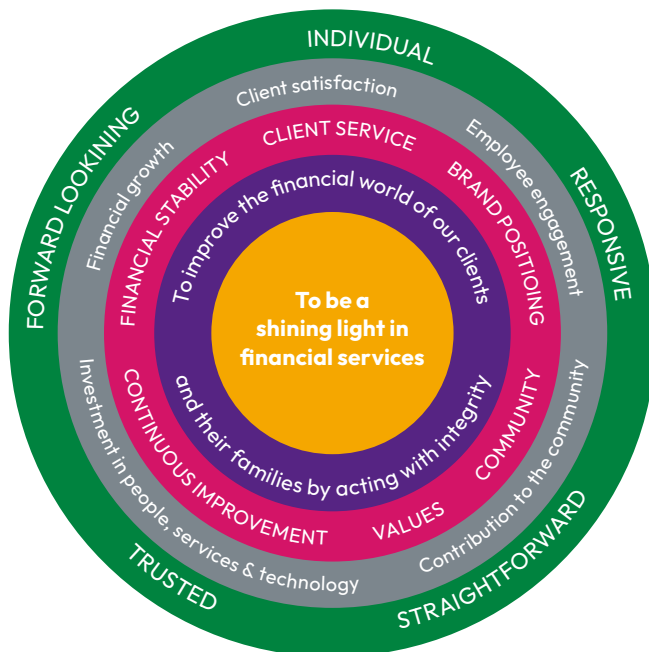 INDIVIDUAL
RESPONSIVE
STRAIGHTFORWARD
TRUSTED
FORWARD LOOKINING
Client satisfaction
Employee engagement
Contribution to the community
Investment in people, services & technology
Financial growth
CLIENT SERVICE
BRAND POSITIOING
COMMUNITY
VALUES
CONTINUOUS IMPROVEMENT
FINANCIAL STABILITY
To improve the financial world of our clients
and their families by acting with integrity
To be a
shining light in
financial services